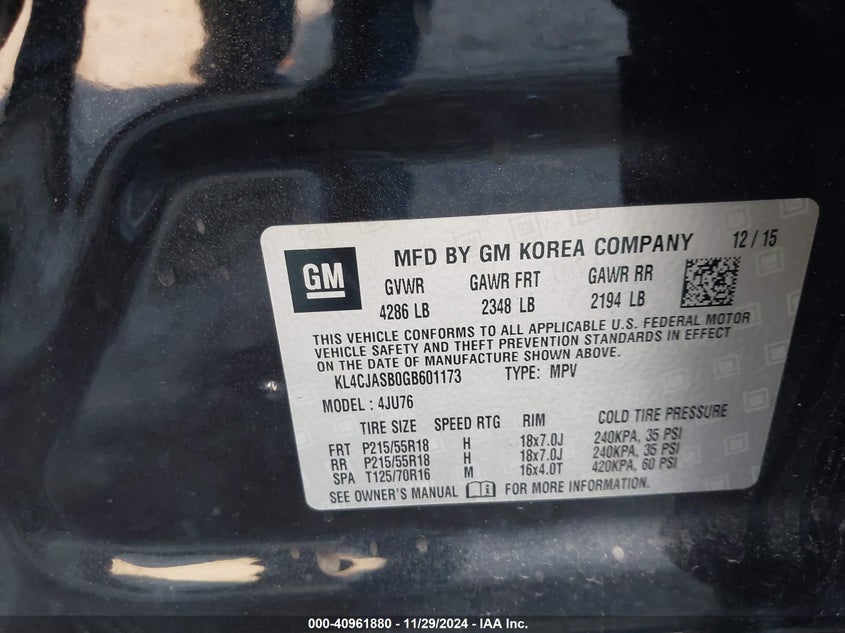 GM
MFD BY GM KOREA COMPANY 12 / 15
GVWR GAWR FRT GAWR RR
4286 LB 2348 LB 2194 LB
THIS VEHICLE CONFORMS TO ALL APPLICABLE U.S. FEDERAL MOTOR
VEHICLE SAFETY AND THEFT PREVENTION STANDARDS IN EFFECT
ON THE DATE OF MANUFACTURE SHOWN ABOVE.
KL4CJASB0GB601173 TYPE: MPV
MODEL : 4JU76
TIRE SIZE SPEED RTG RIM COLD TIRE PRESSURE
FRT P215/55R18 H 18x7.0J 240KPA, 35 PSI
RR P215/55R18 H 18x7.0J 240KPA, 35 PSI
SPA T125/70R16 M 16x4.0T 420KPA, 60 PSI
SEE OWNER'S MANUAL FOR MORE INFORMATION.
000-40961880 - 11/29/2024 - IAA Inc.